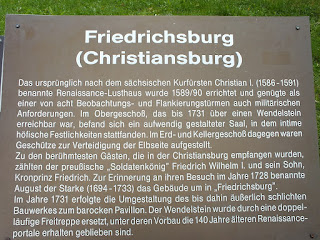 Friedrichsburg
(Christiansburg)
Das ursprünglich nach dem sächsischen Kurfürsten Christian I. (1586-1591)
benannte Renaissance-Lusthaus wurde 1589/90 errichtet und genügte als
einer von acht Beobachtungs- und Flankierungstürmen auch militärischen
Anforderungen. Im Obergeschoß, das bis 1731 über einen Wendelstein
erreichbar war, befand sich ein aufwendig gestalteter Saal, in dem intime
höfische Festlichkeiten stattfanden. Im Erd- und Kellergeschoß dagegen waren
Geschütze zur Verteidigung der Elbseite aufgestellt.
Zu den berühmtesten Gästen, die in der Christiansburg empfangen wurden,
zählten der preußische „Soldatenkönig" Friedrich Wilhelm I. und sein Sohn,
Kronprinz Friedrich. Zur Erinnerung an ihren Besuch im Jahre 1728 benannte
August der Starke (1694-1733) das Gebäude um in „Friedrichsburg".
Im Jahre 1731 erfolgte die Umgestaltung des bis dahin äußerlich schlichten
Bauwerkes zum barocken Pavillon. Der Wendelstein wurde durch eine doppel-
läufige Freitreppe ersetzt, unter deren Vorbau die 140 Jahre älteren Renaissance-
portale erhalten geblieben sind.